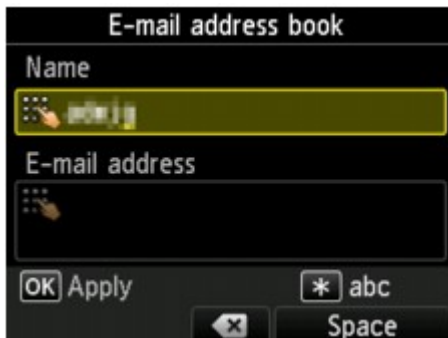 E-mail address book
Name
E-mail address
OK Apply * abc
Space